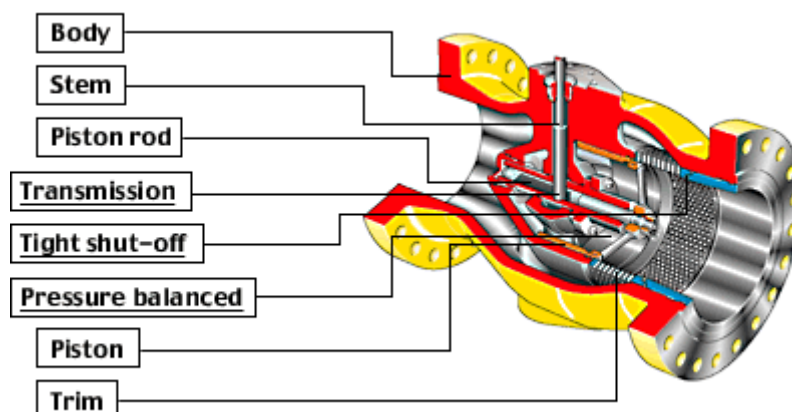 Body
Stem
Piston rod
Transmission
Tight shut-off
Pressure balanced
Piston
Trim